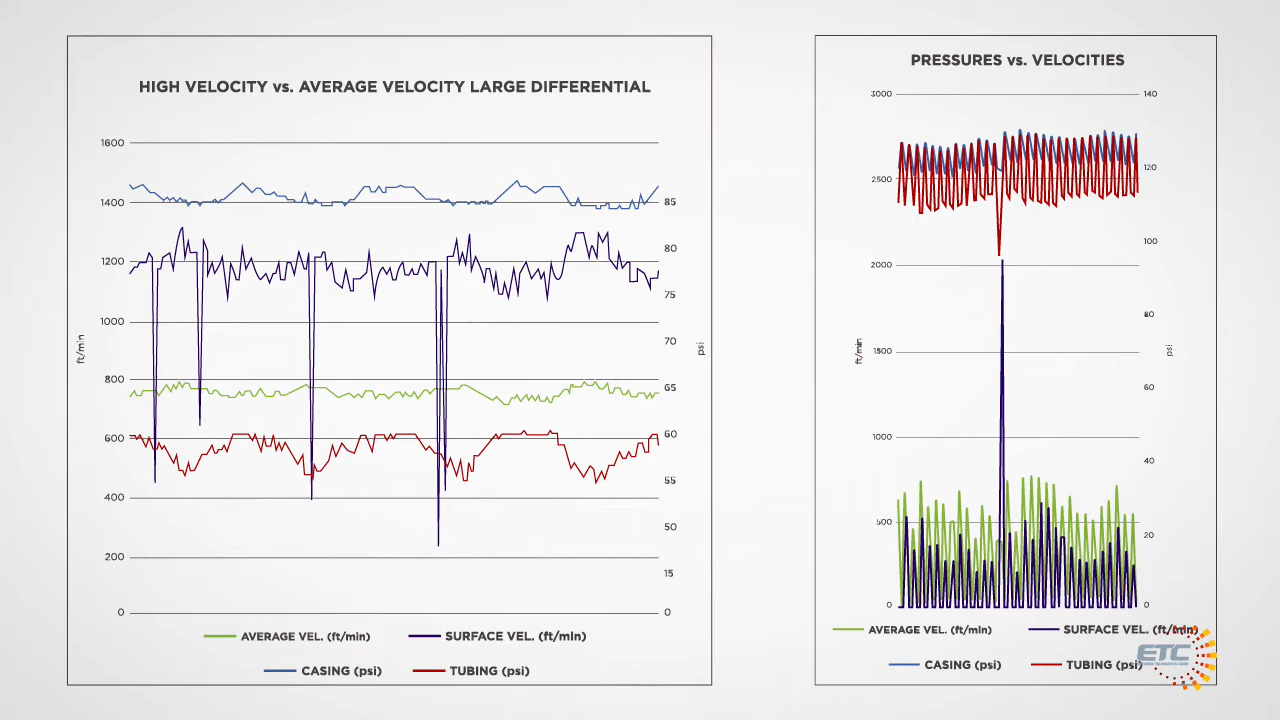 HIGH VELOCITY vs. AVERAGE VELOCITY LARGE DIFFERENTIAL
1600
1400
1200
1000
800
600
400
200
0
ft/min
85
80
75
70
65
60
55
50
15
0
psi
AVERAGE VEL. (ft/min)
SURFACE VEL. (ft/min)
CASING (psi)
TUBING (psi)
PRESSURES vs. VELOCITIES
3000
2500
2000
1500
1000
500
0
ft/min
140
120
100
80
60
40
20
0
psi
AVERAGE VEL. (ft/min)
SURFACE VEL. (ft/min)
CASING (psi)
TUBING (psi)
ETC